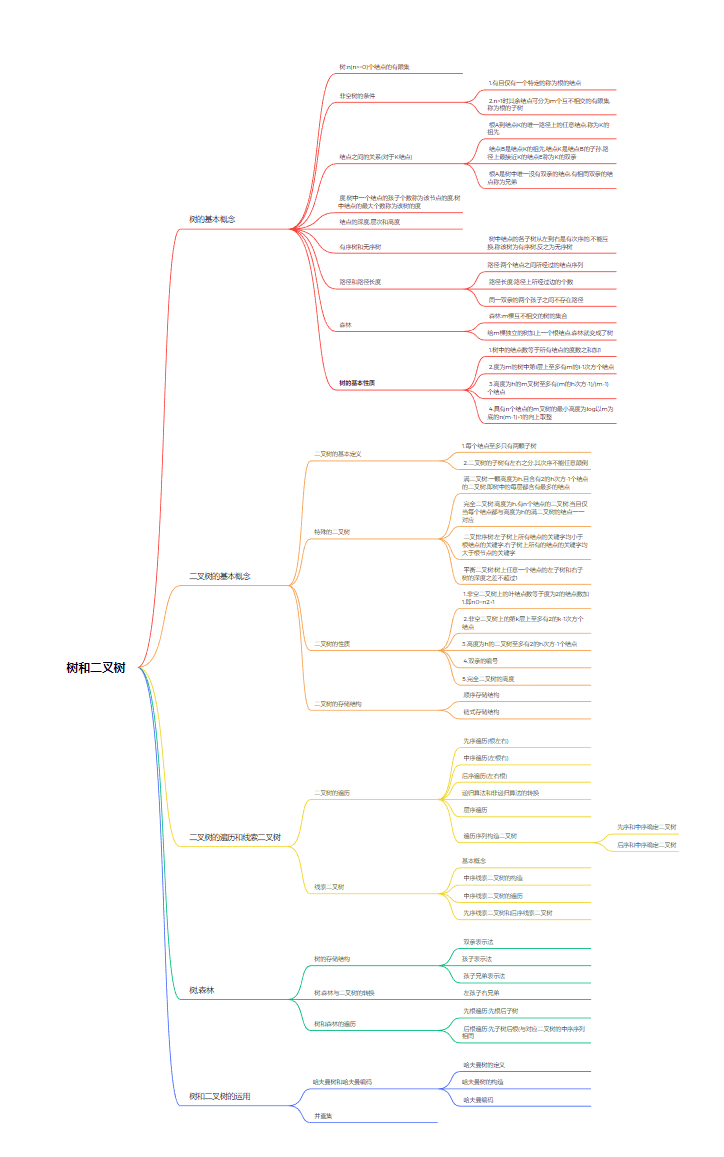 树和二叉树
树的基本概念
树:n(n>=0)个结点的有限集
非空树的条件
1.有且仅有一个特定的称为根的结点
2.n>1时,其余结点可分为m个互不相交的有限集,
称为根的子树
结点之间的关系(对于K结点)
根A到结点K的唯一路径上的任意结点,称为K的
祖先
结点B是结点K的祖先,结点K是结点B的子孙.路
径上最接近K的结点E称为K的双亲
根A是树中唯一没有双亲的结点,有相同双亲的结
点称为兄弟
度:树中一个结点的孩子个数称为该节点的度,树
中结点的最大个数称为该树的度
结点的深度,层次和高度
有序树和无序树
树中结点的各子树从左到右是有次序的,不能互
换,称该树为有序树,反之为无序树
路径和路径长度
路径:两个结点之间所经过的结点序列
路径长度:路径上所经过边的个数
同一双亲的两个孩子之间不存在路径
森林
森林:m棵互不相交的树的集合
给m棵独立的树加上一个根结点,森林就变成了树
树的基本性质
1.树中的结点数等于所有结点的度数之和加1
2.度为m的树中第i层上至多有m的i-1次方个结点
3.高度为h的m叉树至多有(m的h次方-1)/(m-1)
个结点
4.具有n个结点的m叉树的最小高度为log以m为
底的n(m-1)+1的向上取整
二叉树的基本概念
二叉树的基本定义
1.每个结点至多只有两颗子树
2.二叉树的子树有左右之分,其次序不能任意颠倒
特殊的二叉树
满二叉树:一颗高度为h,且含有2的h次方-1个结点
的二叉树,即树中的每层都含有最多的结点
完全二叉树:高度为h,有n个结点的二叉树,当且仅
当每个结点都与高度为h的满二叉树的结点一一
对应
二叉排序树:左子树上所有结点的关键字均小于
根结点的关键字;右子树上所有的结点的关键字均
大于根节点的关键字
平衡二叉树:树上任意一个结点的左子树和右子
树的深度之差不超过1
二叉树的性质
1.非空二叉树上的叶结点数等于度为2的结点数加
1,即n0=n2+1
2.非空二叉树上的第k层上至多有2的k-1次方个
结点
3.高度为h的二叉树至多有2的h次方-1个结点
4.双亲的编号
5.完全二叉树的高度
二叉树的存储结构
顺序存储结构
链式存储结构
二叉树的遍历和线索二叉树
二叉树的遍历
先序遍历(根左右)
中序遍历(左根右)
后序遍历(左右根)
递归算法和非递归算法的转换
层序遍历
遍历序列构造二叉树
先序和中序确定二叉树
后序和中序确定二叉树
线索二叉树
基本概念
中序线索二叉树的构造
中序线索二叉树的遍历
先序线索二叉树和后序线索二叉树
树,森林
树的存储结构
双亲表示法
孩子表示法
孩子兄弟表示法
树,森林与二叉树的转换
左孩子右兄弟
树和森林的遍历
先根遍历:先根后子树
后根遍历:先子树后根(与对应二叉树的中序序列
相同
树和二叉树的运用
哈夫曼树和哈夫曼编码
哈夫曼树的定义
哈夫曼树的构造
哈夫曼编码
并查集